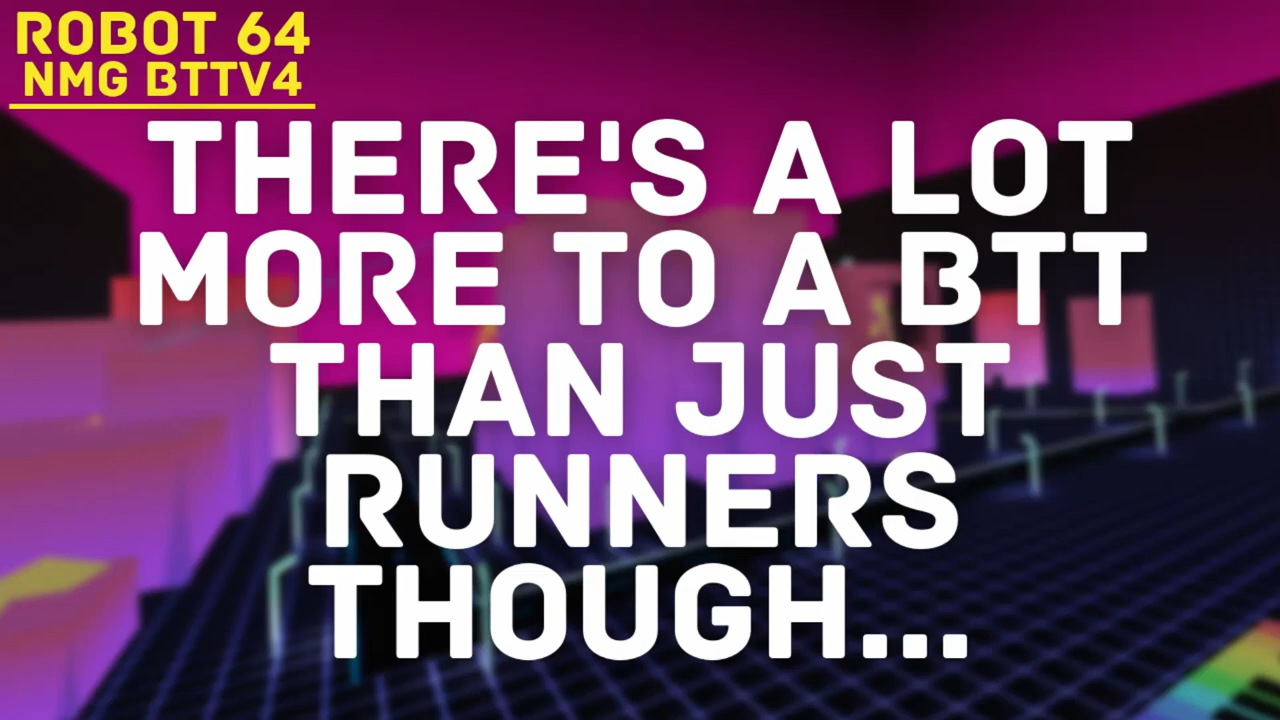 ROBOT 64
NMG BTTV4
THERE'S A LOT
MORE TO A BTT
THAN JUST
RUNNERS
THOUGH...